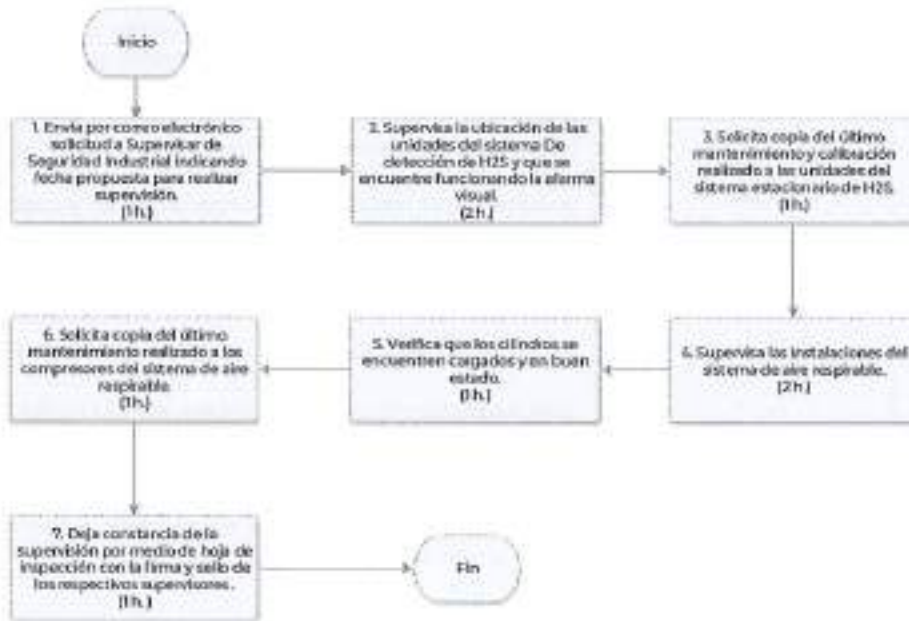 Inicio
1. Envía por correo electrónico
solicitud a Supervisar de
Seguridad Industrial indicando
fecha propuesta para realizar
supervisión.
(1 h.)
2. Supervisa la ubicación de las
unidades del sistema De
detección de H2S y que se
encuentre funcionando la alarma
visual.
(2 h.)
3. Solicita copia del último
mantenimiento y calibración
realizado a las unidades del
sistema estacionario de H2S.
(1 h.)
4. Supervisa las instalaciones del
sistema de aire respirable.
(2 h.)
5. Verifica que los cilindros se
encuentren cargados y en buen
estado.
(1 h.)
6. Solicita copia del último
mantenimiento realizado a los
compresores del sistema de aire
respirable.
(1 h.)
7. Deja constancia de la
supervisión por medio de hoja de
inspección con la firma y sello de
los respectivos supervisores.
(1 h.)
Fin